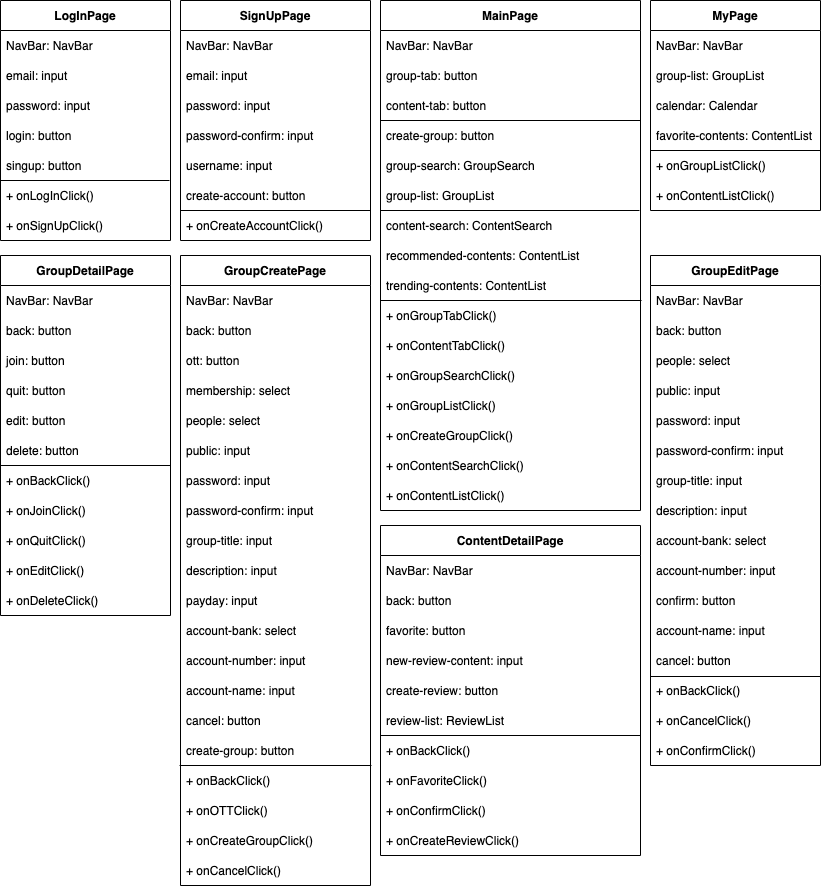 LogInPage
NavBar: NavBar
email: input
password: input
login: button
singup: button
+ onLogInClick()
+ onSignUpClick()
SignUpPage
NavBar: NavBar
email: input
password: input
password-confirm: input
username: input
create-account: button
+ onCreateAccountClick()
MainPage
NavBar: NavBar
group-tab: button
content-tab: button
create-group: button
group-search: GroupSearch
group-list: GroupList
content-search: ContentSearch
recommended-contents: ContentList
trending-contents: ContentList
+ onGroupTabClick()
+ onContentTabClick()
+ onGroupSearchClick()
+ onGroupListClick()
+ onCreateGroupClick()
+ onContentSearchClick()
+ onContentListClick()
MyPage
NavBar: NavBar
group-list: GroupList
calendar: Calendar
favorite-contents: ContentList
+ onGroupListClick()
+ onContentListClick()
GroupDetailPage
NavBar: NavBar
back: button
join: button
quit: button
edit: button
delete: button
+ onBackClick()
+ onJoinClick()
+ onQuitClick()
+ onEditClick()
+ onDeleteClick()
GroupCreatePage
NavBar: NavBar
back: button
ott: button
membership: select
people: select
public: input
password: input
password-confirm: input
group-title: input
description: input
payday: input
account-bank: select
account-number: input
account-name: input
cancel: button
create-group: button
+ onBackClick()
+ onOTTClick()
+ onCreateGroupClick()
+ onCancelClick()
ContentDetailPage
NavBar: NavBar
back: button
favorite: button
new-review-content: input
create-review: button
review-list: ReviewList
+ onBackClick()
+ onFavoriteClick()
+ onConfirmClick()
+ onCreateReviewClick()
GroupEditPage
NavBar: NavBar
back: button
people: select
public: input
password: input
password-confirm: input
group-title: input
description: input
account-bank: select
account-number: input
confirm: button
account-name: input
cancel: button
+ onBackClick()
+ onCancelClick()
+ onConfirmClick()